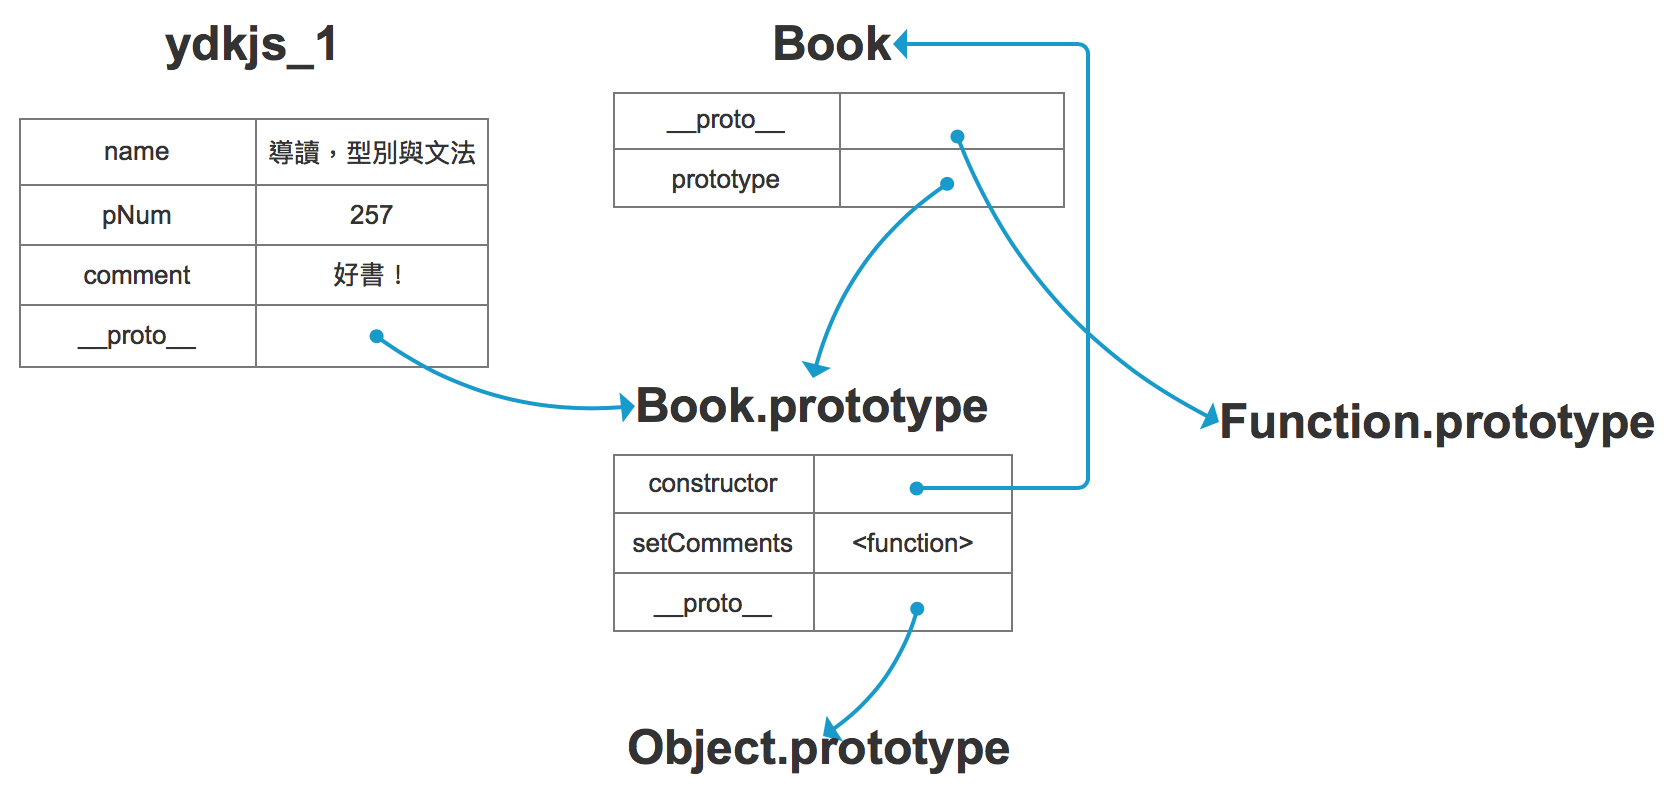 ydkjs_1
name 導讀，型別與文法
pNum 257
comment 好書！
__proto__
Book
__proto__
prototype
Book.prototype
constructor
setComments <function>
__proto__
Function.prototype
Object.prototype